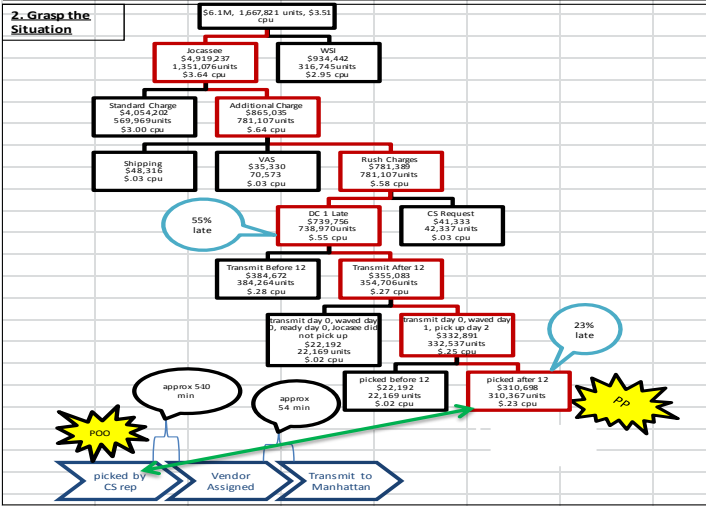 2. Grasp the
Situation
$6.1M, 1,667,821 units, $3.51
cpu
Jocassee
$4,919,237
1,351,076units
$3.64 cpu
WSI
$934,442
316,745units
$2.95 cpu
Standard Charge
$4,054,202
569,969units
$3.00 cpu
Additional Charge
$865,035
781,107units
$.64 cpu
Shipping
$48,316
$.03 cpu
VAS
$35,330
70,573
$.03 cpu
Rush Charges
$781,389
781,107units
$.58 cpu
55%
late
DC 1 Late
$739,756
738,970units
$.55 cpu
CS Request
$41,333
42,337 units
$.03 cpu
Transmit Before 12
$384,672
384,264units
$.28 cpu
Transmit After 12
$355,083
354,706units
$.27 cpu
transmit day 0, waved day
0, ready day 0, Jocasee did
not pick up
$22,192
22,169units
$.02 cpu
transmit day 0, waved day
1, pick up day 2
$332,891
332,537units
$.25 cpu
23%
late
picked before 12
$22,192
22,169 units
$.02 cpu
picked after 12
$310,698
310,367units
$.23 cpu
PP
approx 540
min
approx
54 min
POO
picked by
CS rep
Vendor
Assigned
Transmit to
Manhattan